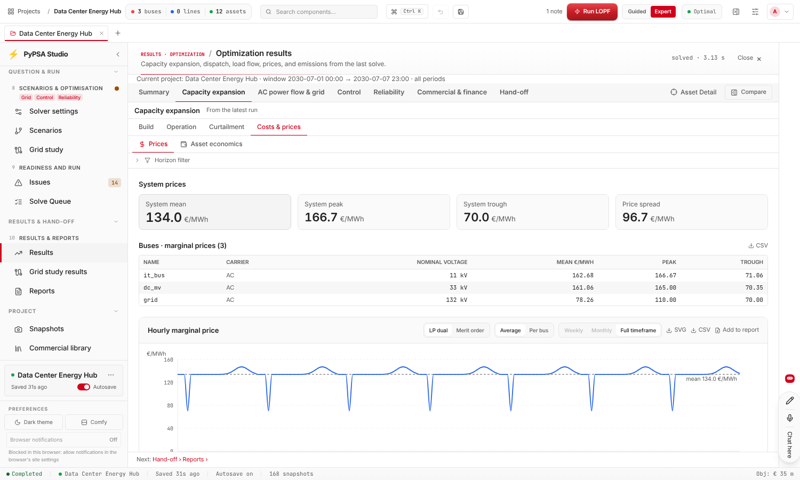 Projects / Data Center Energy Hub
3 buses 0 lines 12 assets
Search components...
Ctrl K
1 note
Run LOPF
Guided Expert
Optimal
A
Data Center Energy Hub × +
PyPSA Studio
QUESTION & RUN
SCENARIOS & OPTIMISATION
Grid Control Reliability
Solver settings
Scenarios
Grid study
9 READINESS AND RUN
Issues 14
Solve Queue
RESULTS & HAND-OFF
10 RESULTS & REPORTS
Results
Grid study results
Reports
PROJECT
Snapshots
Commercial library
Data Center Energy Hub ...
Saved 31s ago Autosave
PREFERENCES
Dark theme Comfy
Browser notifications Off
Blocked in this browser: allow notifications in the browser's site settings
RESULTS · OPTIMIZATION / Optimization results
Capacity expansion, dispatch, load flow, prices, and emissions from the last solve.
solved · 3.13 s Close ×
Current project: Data Center Energy Hub · window 2030-07-01 00:00 → 2030-07-07 23:00 · all periods
Summary Capacity expansion AC power flow & grid Control Reliability Commercial & finance Hand-off Asset Detail Compare
Capacity expansion From the latest run
Build Operation Curtailment Costs & prices
$ Prices Asset economics
Horizon filter
System prices
System mean
134.0 €/MWh
System peak
166.7 €/MWh
System trough
70.0 €/MWh
Price spread
96.7 €/MWh
Buses · marginal prices (3) CSV
NAME CARRIER NOMINAL VOLTAGE MEAN €/MWH PEAK TROUGH
it_bus AC 11 kV 162.68 166.67 71.06
dc_mv AC 33 kV 161.06 165.00 70.35
grid AC 132 kV 78.26 110.00 70.00
Hourly marginal price LP dual Merit order Average Per bus Weekly Monthly Full timeframe SVG CSV Add to report
€/MWh
160
120
80
40
0
mean 134.0 €/MWh
Next: Hand-off › Reports ›
Chat here
Completed Data Center Energy Hub Saved 31s ago Autosave on 168 snapshots Obj: € 35 m